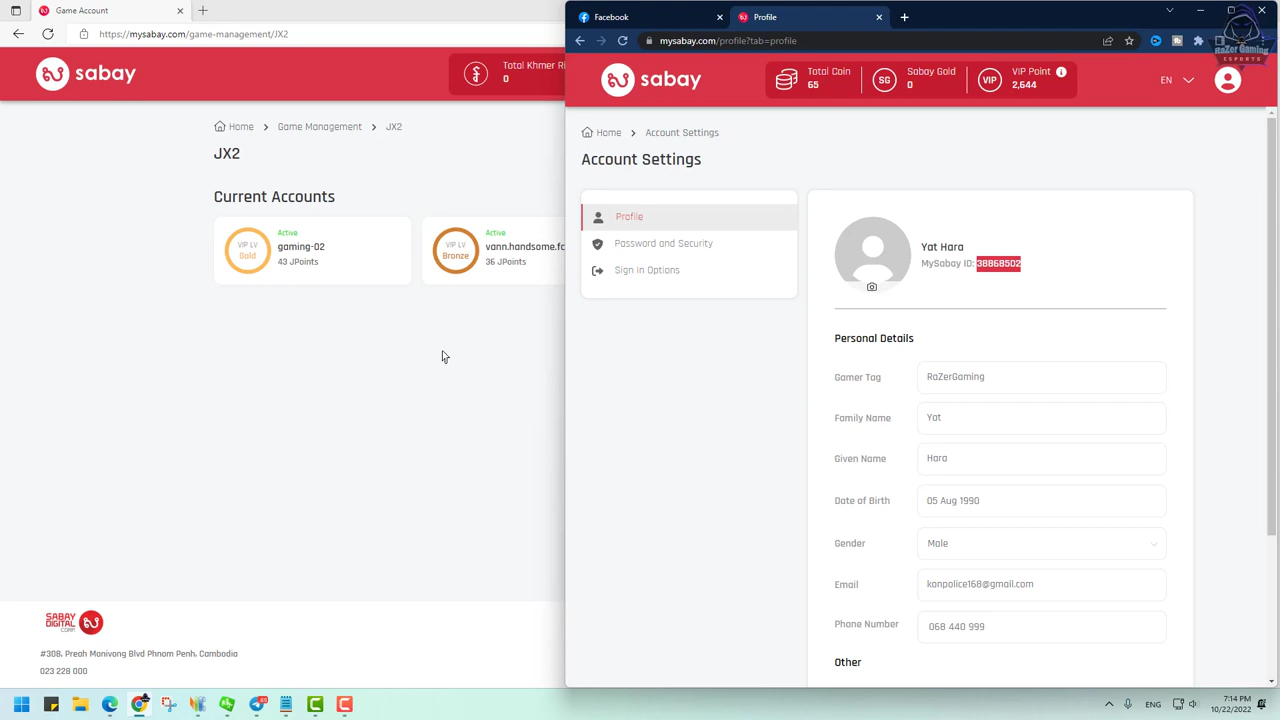 Game Account
https://mysabay.com/game-management/JX2
sabay
Total Khmer Ri
0
Home
Game Management
JX2
JX2
Current Accounts
VIP LV
Gold
Active
gaming-02
43 JPoints
VIP LV
Bronze
Active
vann.handsome.fc
36 JPoints
SABAY
DIGITAL
CORP.
#308, Preah Monivong Blvd Phnom Penh, Cambodia
023 228 000
Facebook
Profile
mysabay.com/profile?tab=profile
RaZer Gaming
ESPORTS
sabay
Total Coin
65
SG
Sabay Gold
0
VIP
VIP Point
2,644
EN
Home
Account Settings
Account Settings
Profile
Password and Security
Sign in Options
Yat Hara
MySabay ID: 38868502
Personal Details
Gamer Tag
RaZerGaming
Family Name
Yat
Given Name
Hara
Date of Birth
05 Aug 1990
Gender
Male
Email
konpolice168@gmail.com
Phone Number
068 440 999
Other
ENG
7:14 PM
10/22/2022